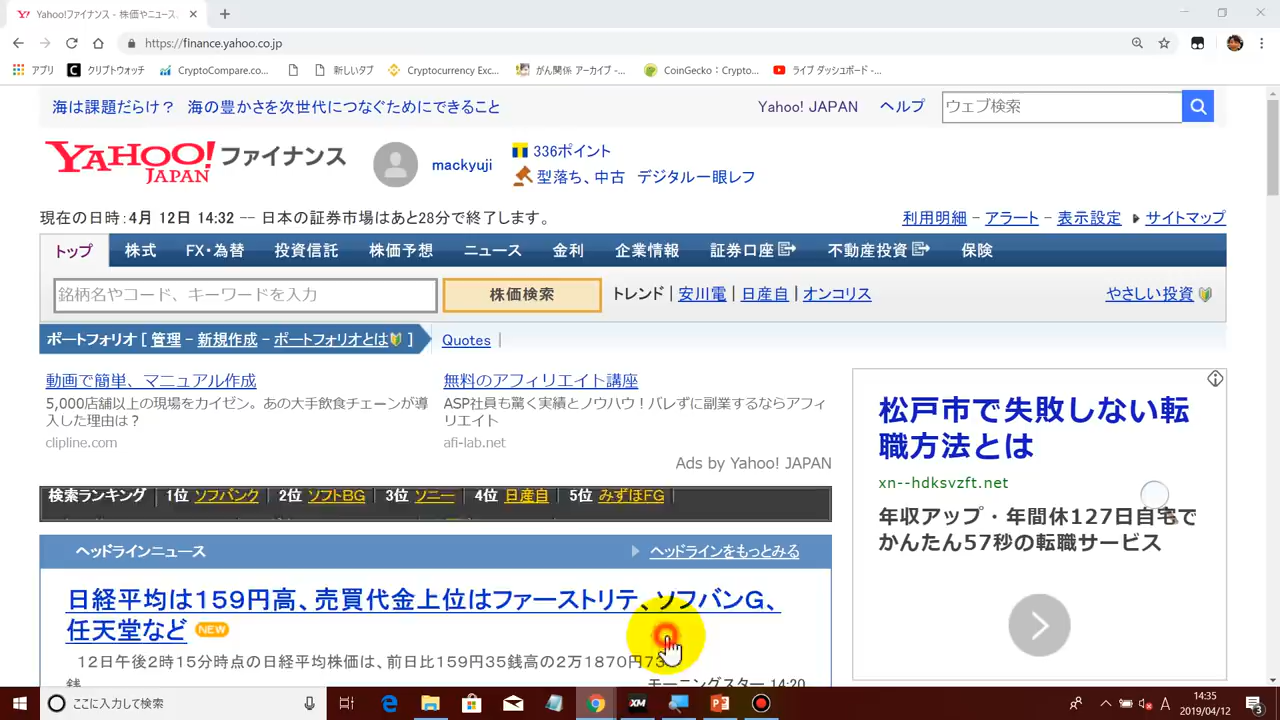 Yahoo!ファイナンス - 株価やニュース、
https://finance.yahoo.co.jp
アプリ クリプトウォッチ CryptoCompare.co... 新しいタブ Cryptocurrency Exc... がん関係 アーカイブ -... CoinGecko : Crypto... ライブ ダッシュボード -...
海は課題だらけ？ 海の豊かさを次世代につなぐためにできること Yahoo! JAPAN ヘルプ ウェブ検索
YAHOO! JAPAN ファイナンス mackyuji
336ポイント
型落ち、中古 デジタル一眼レフ
現在の日時:4月 12日 14:32 -- 日本の証券市場はあと28分で終了します。 利用明細 - アラート - 表示設定 サイトマップ
トップ 株式 FX・為替 投資信託 株価予想 ニュース 金利 企業情報 証券口座 不動産投資 保険
銘柄名やコード、キーワードを入力 株価検索 トレンド | 安川電 | 日産自 | オンコリス やさしい投資
ポートフォリオ [ 管理 - 新規作成 - ポートフォリオとは ] Quotes |
動画で簡単、マニュアル作成
5,000店舗以上の現場をカイゼン。あの大手飲食チェーンが導
入した理由は？
clipline.com
無料のアフィリエイト講座
ASP社員も驚く実績とノウハウ！バレずに副業するならアフィ
リエイト
afi-lab.net
Ads by Yahoo! JAPAN
松戸市で失敗しない転
職方法とは
xn--hdksvzft.net
年収アップ・年間休127日自宅で
かんたん57秒の転職サービス
検索ランキング | 1位 ソフバンク | 2位 ソフトBG | 3位 ソニー | 4位 日産自 | 5位 みずほFG |
ヘッドラインニュース ヘッドラインをもっとみる
日経平均は159円高、売買代金上位はファーストリテ、ソフバンG、
任天堂など NEW
12日午後2時15分時点の日経平均株価は、前日比159円35銭高の2万1870円73
銭
モーニングスター 14:20
ここに入力して検索
XM
A
14:35
2019/04/12
3